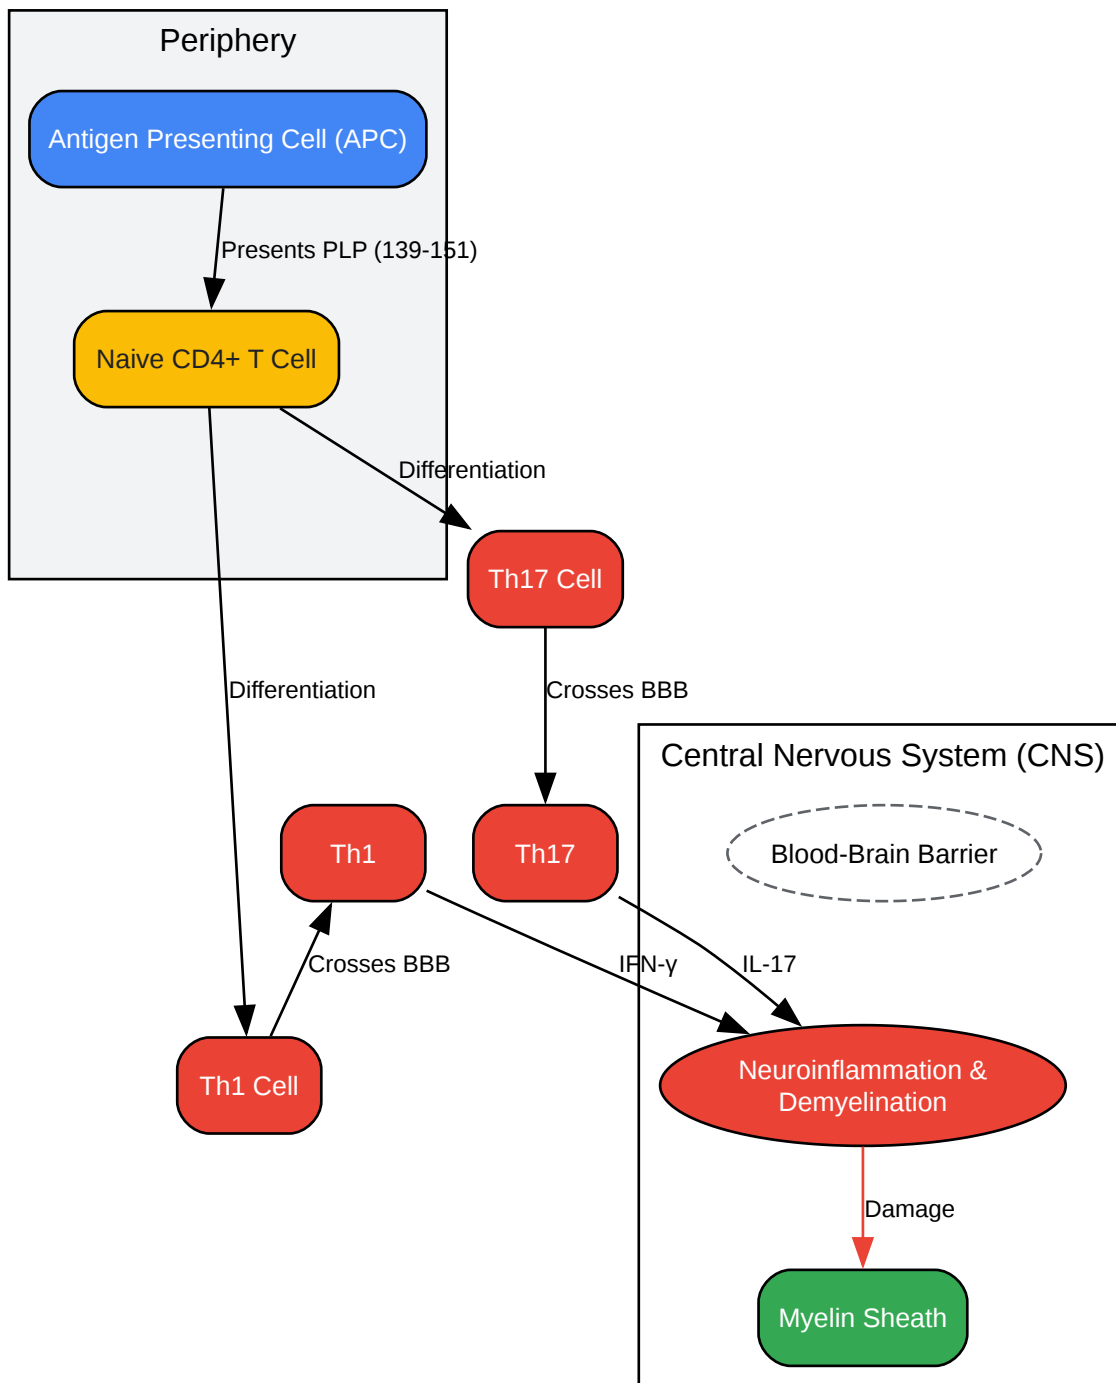 Periphery
Antigen Presenting Cell (APC)
Presents PLP (139-151)
Naive CD4+ T Cell
Differentiation
Th17 Cell
Differentiation
Crosses BBB
Central Nervous System (CNS)
Th1
Th17
Blood-Brain Barrier
Crosses BBB
IFN-γ
IL-17
Th1 Cell
Neuroinflammation &
Demyelination
Damage
Myelin Sheath